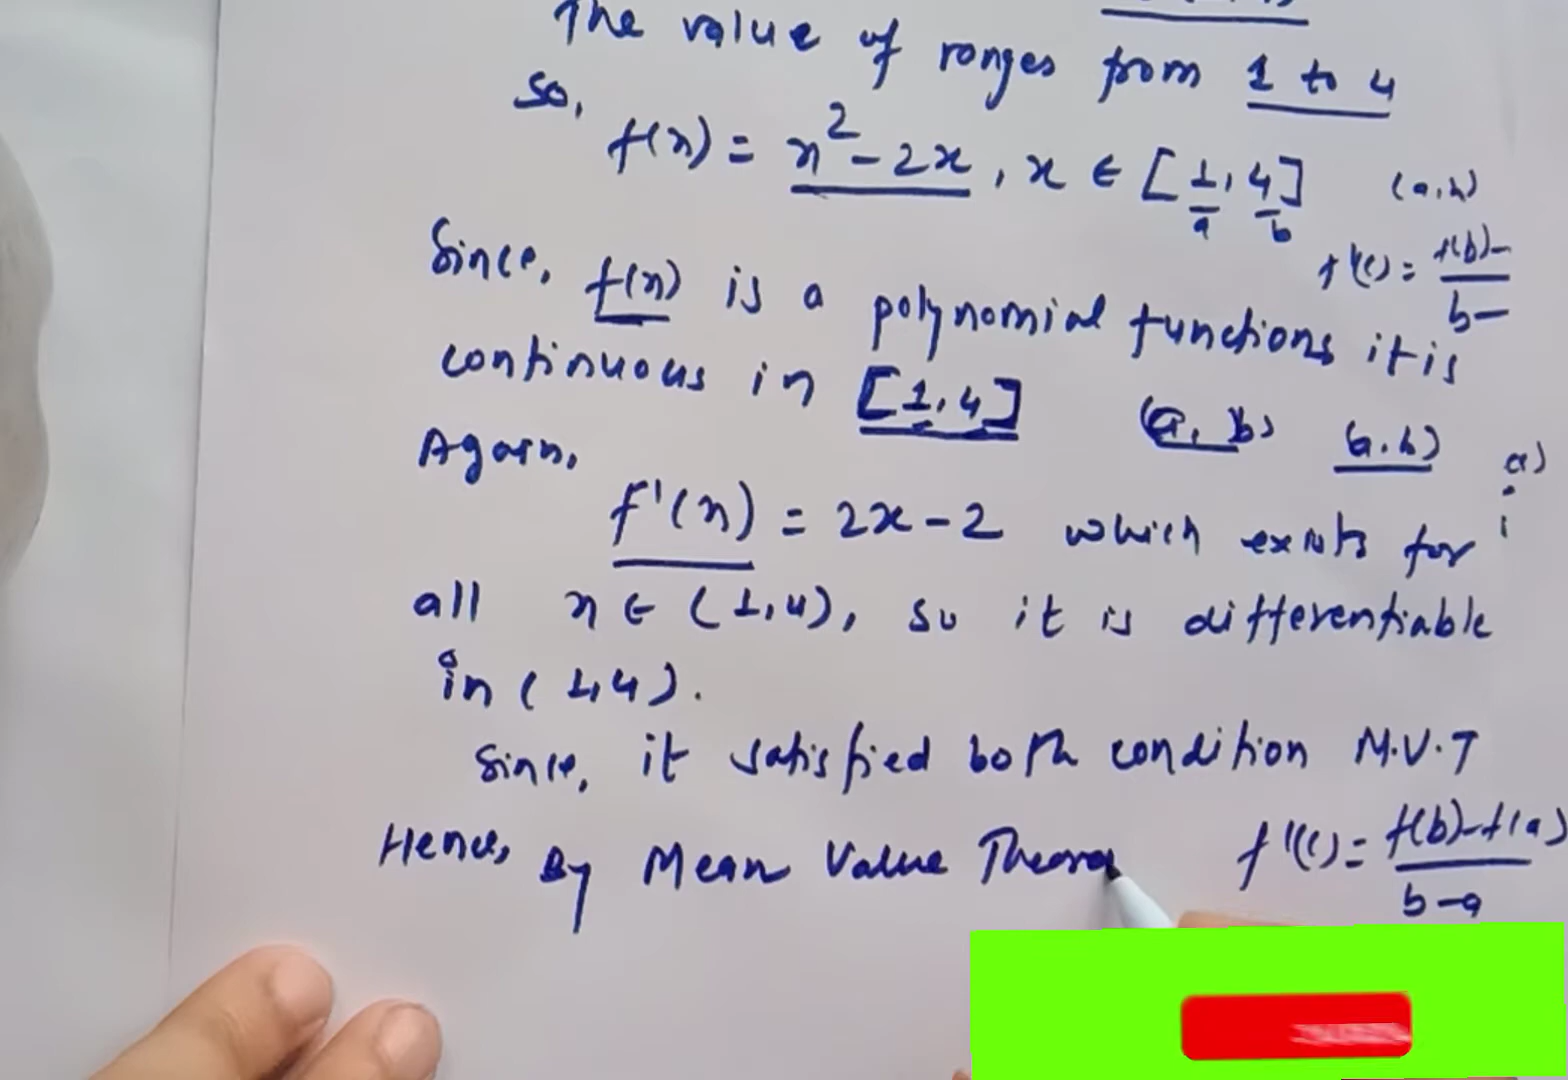 The value of ranges from 1 to 4
So,
f(x) = x² - 2x, x ∈ [1, 4] (a, b)
a b
f'(c) = f(b) -
b -
Since, f(x) is a polynomial functions it is
continuous in [1, 4] (a, b) (a, b) a)
Again,
f'(x) = 2x - 2 which exists for
all x ∈ (1, 4), so it is differentiable
in (1, 4).
Since, it satisfied both condition M.V.T
Hence, By Mean Value f'(c) = f(b) - f(a)
b - a